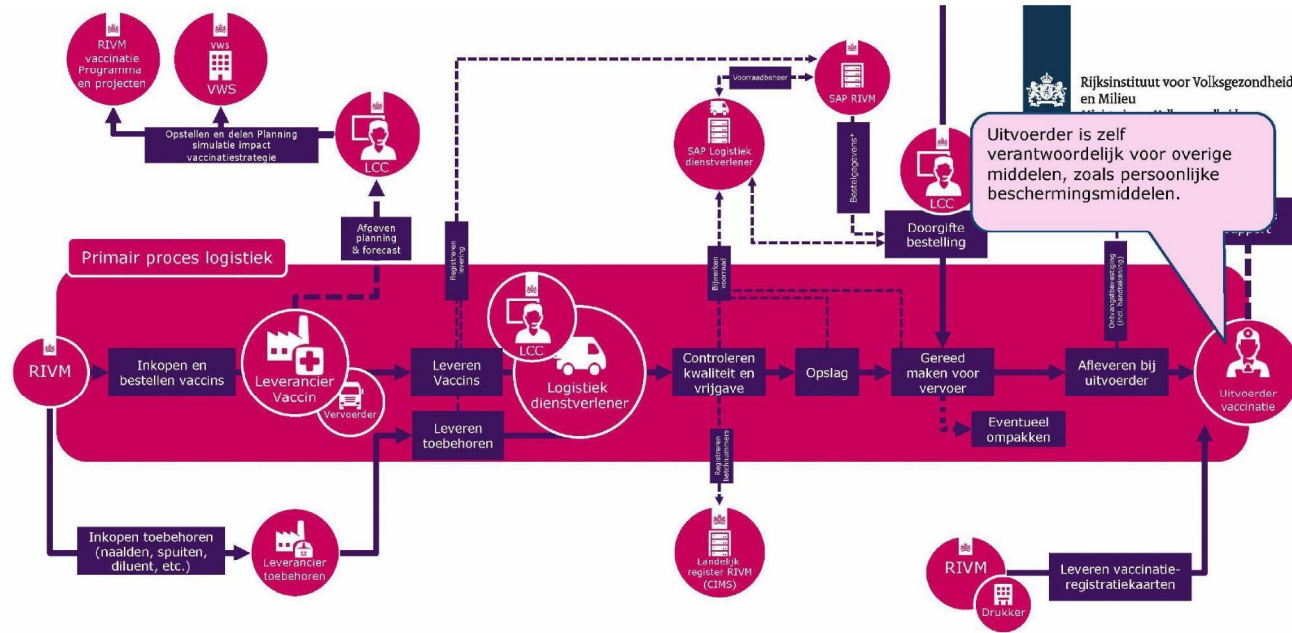 RIVM
vaccinatie
Programma
en projecten
vws
VWS
Opstellen en delen Planning
simulatie impact
vaccinatiestrategie
LCC
Afgeven
planning
& forecast
Registreren
levering
Voorraadbeheer
SAP RIVM
SAP Logistiek
dienstverlener
Bestelgegevens*
LCC
Doorgifte
bestelling
Rijksinstituut voor Volksgezondheid
en Milieu
Uitvoerder is zelf
verantwoordelijk voor overige
middelen, zoals persoonlijke
beschermingsmiddelen.
Primair proces logistiek
Bijwerken
voorraad
Ontvangstbevestiging
(incl. handtekening)
RIVM
Inkopen en
bestellen vaccins
Leverancier
Vaccin
Vervoerder
Leveren
Vaccins
Leveren
toebehoren
LCC
Logistiek
dienstverlener
Controleren
kwaliteit en
vrijgave
Opslag
Gereed
maken voor
vervoer
Eventueel
ompakken
Afleveren bij
uitvoerder
Uitvoerder
vaccinatie
Registreren
batchnummers
Inkopen toebehoren
(naalden, spuiten,
diluent, etc.)
Leverancier
toebehoren
Landelijk
register RIVM
(CIMS)
RIVM
Drukker
Leveren vaccinatie-
registratiekaarten